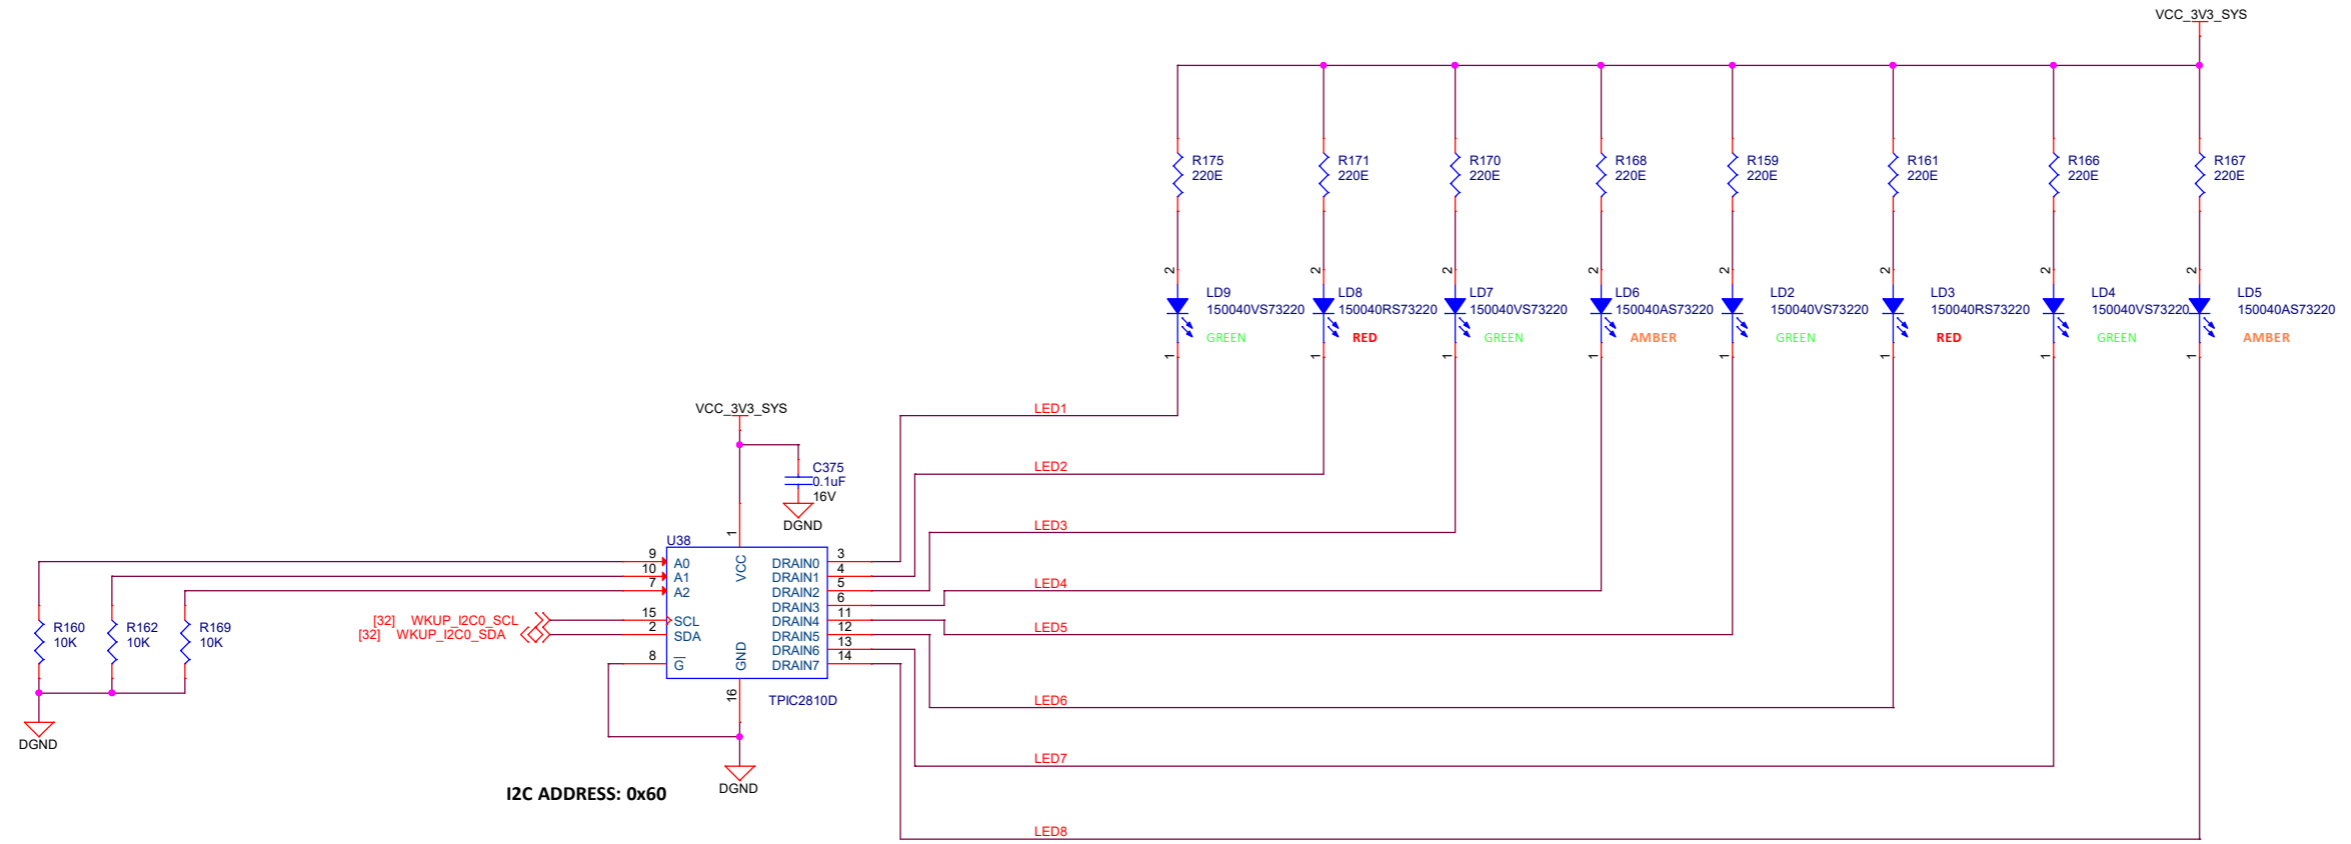 VCC_3V3_SYS
R175
220E
R171
220E
R170
220E
R168
220E
R159
220E
R161
220E
R166
220E
R167
220E
2
2
2
2
2
2
2
2
LD9
150040VS73220
GREEN
LD8
150040RS73220
RED
LD7
150040VS73220
GREEN
LD6
150040AS73220
AMBER
LD2
150040VS73220
GREEN
LD3
150040RS73220
RED
LD4
150040VS73220
GREEN
LD5
150040AS73220
AMBER
1
1
1
1
1
1
1
1
VCC_3V3_SYS
C375
0.1uF
16V
DGND
LED1
LED2
LED3
LED4
LED5
LED6
LED7
LED8
U38
1
VCC
9
A0
10
A1
7
A2
15
SCL
2
SDA
8
G
GND
16
DRAIN0
3
DRAIN1
4
DRAIN2
5
DRAIN3
6
DRAIN4
11
DRAIN5
12
DRAIN6
13
DRAIN7
14
TPIC2810D
[32] WKUP_I2C0_SCL
[32] WKUP_I2C0_SDA
R160
10K
R162
10K
R169
10K
DGND
DGND
I2C ADDRESS: 0x60